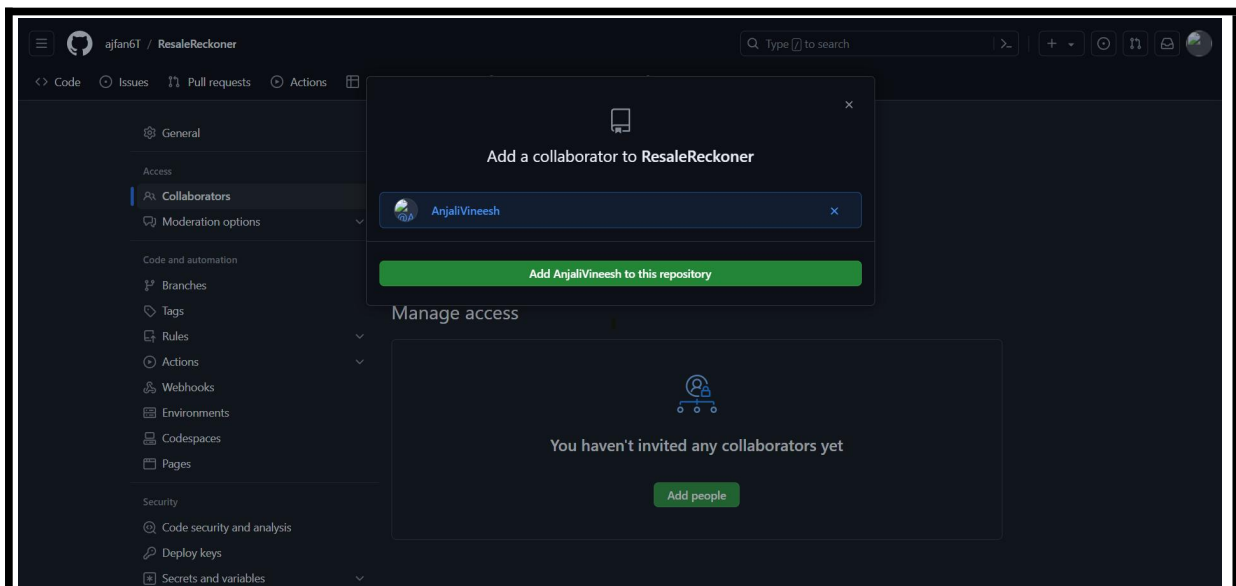 ajfan6T / ResaleReckoner
Type / to search
Code Issues Pull requests Actions
Add a collaborator to ResaleReckoner
AnjaliVineesh
Add AnjaliVineesh to this repository
General
Access
Collaborators
Moderation options
Code and automation
Branches
Tags
Rules
Actions
Webhooks
Environments
Codespaces
Pages
Security
Code security and analysis
Deploy keys
Secrets and variables
Manage access
You haven't invited any collaborators yet
Add people